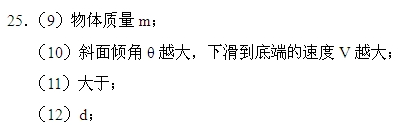 25．（9）物体质量 m；
（10）斜面倾角 θ 越大，下滑到底端的速度 V 越大；
（11）大于；
（12）d；